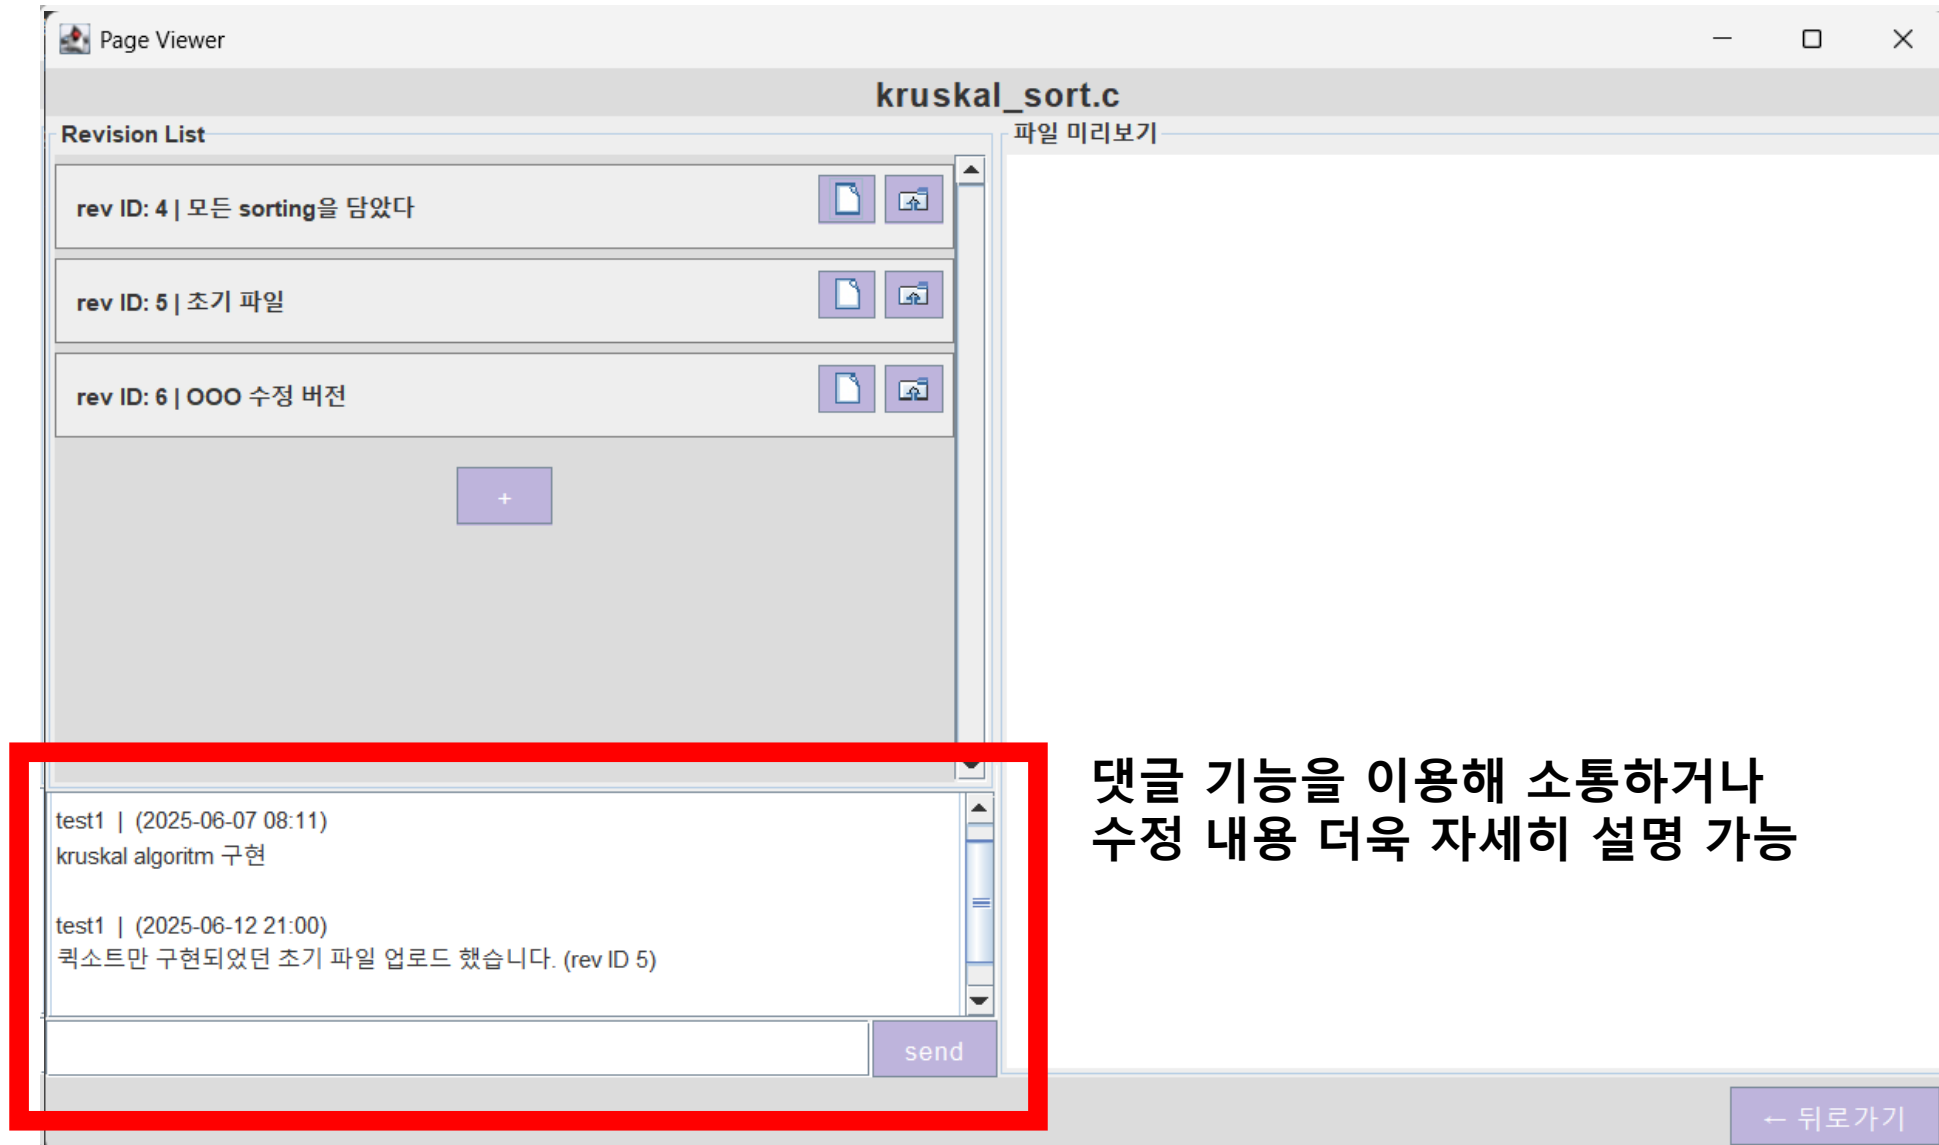 Page Viewer
kruskal_sort.c
Revision List
rev ID: 4 | 모든 sorting을 담았다
rev ID: 5 | 초기 파일
rev ID: 6 | OOO 수정 버전
+
test1 | (2025-06-07 08:11)
kruskal algoritm 구현
test1 | (2025-06-12 21:00)
퀵소트만 구현되었던 초기 파일 업로드 했습니다. (rev ID 5)
send
파일 미리보기
댓글 기능을 이용해 소통하거나
수정 내용 더욱 자세히 설명 가능
← 뒤로가기